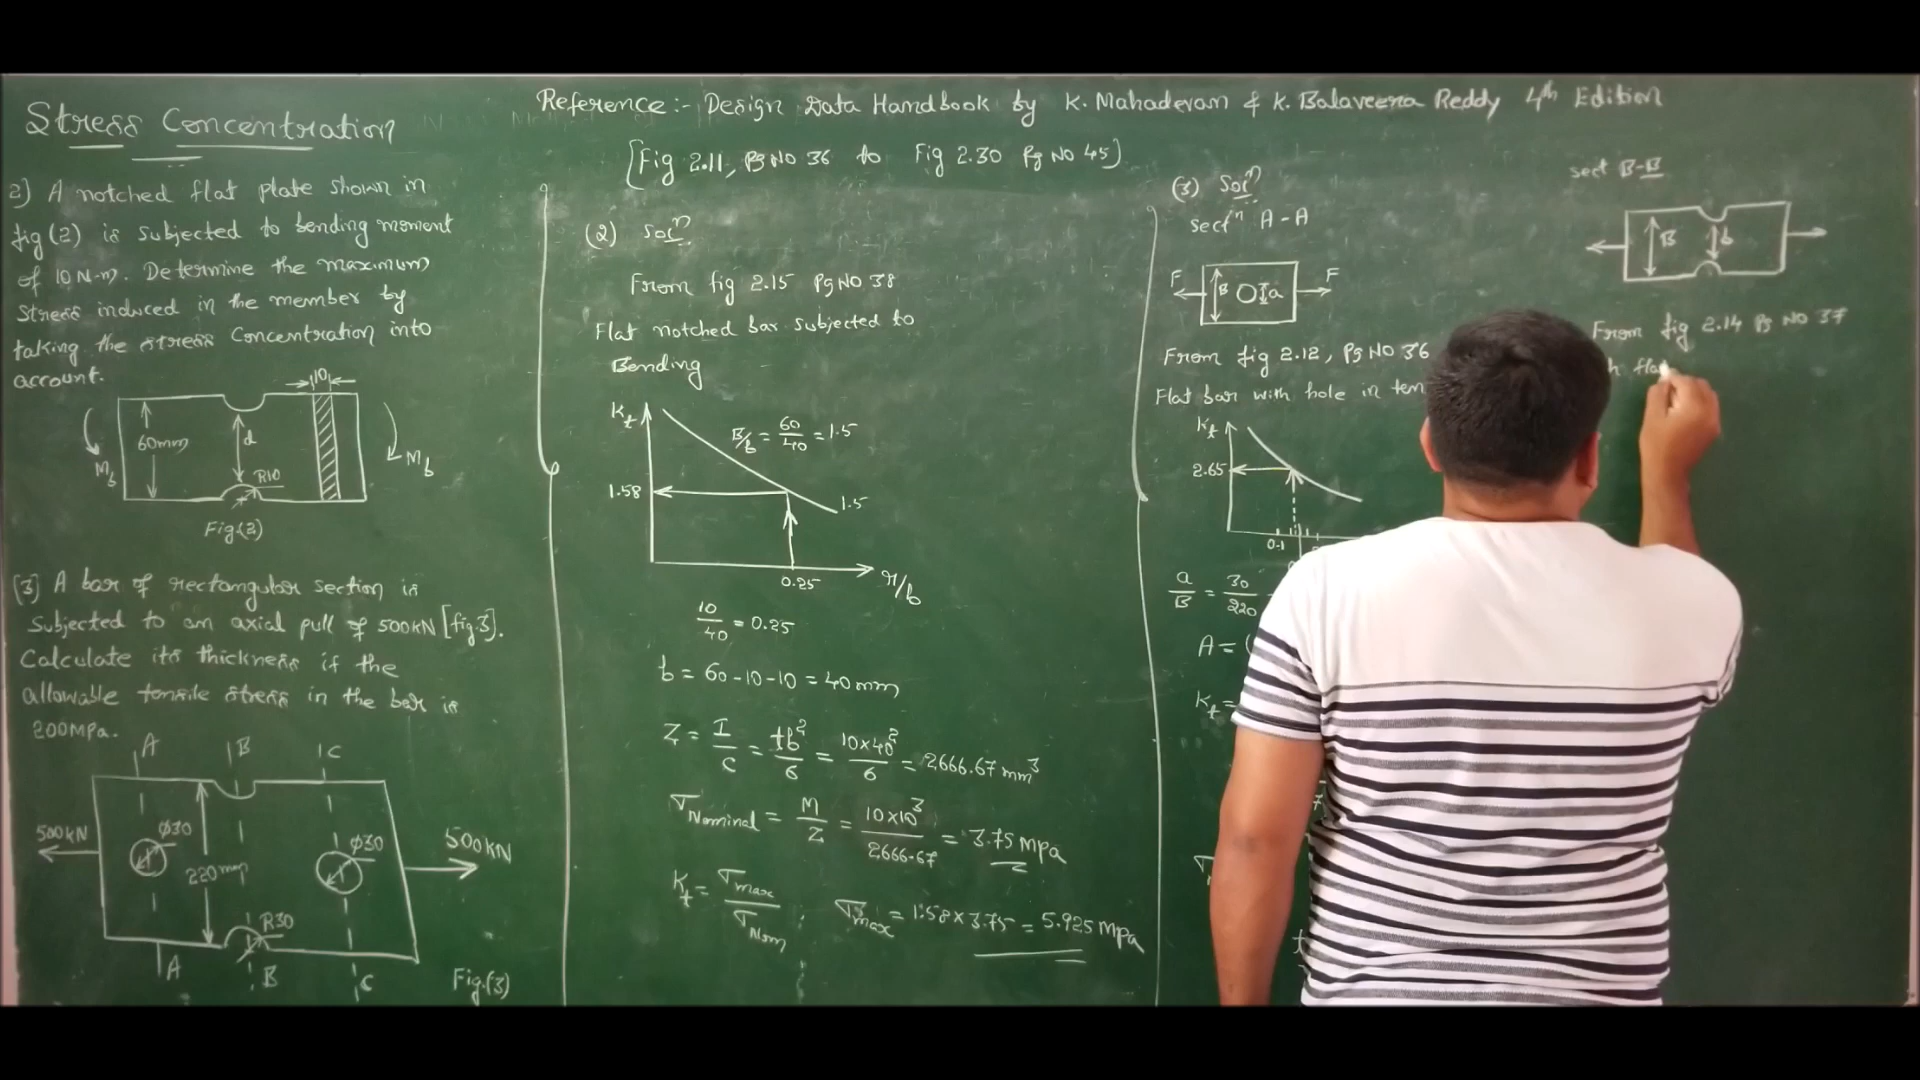 Stress Concentration
Reference:- Design Data Handbook by K. Mahadevan & K. Balaveera Reddy 4th Edition
[Fig 2.11, Pg NO 36 to Fig 2.30 Pg No 45]
2) A notched flat plate shown in
fig(2) is subjected to bending moment
of 10 N-m. Determine the maximum
stress induced in the member by
taking the stress Concentration into
account.
10
60mm
d
R10
Mb
Mb
Fig(2)
(3) A bar of rectangular section is
subjected to an axial pull of 500KN [fig.3].
Calculate its thickness if the
allowable tensile stress in the bar is
200MPa.
A
B
C
500KN
φ30
220mm
φ30
500KN
R30
A
B
C
Fig.(3)
(2) Solⁿ
From fig 2.15 Pg NO 38
Flat notched bar subjected to
Bending
Kt
B/b = 60/40 = 1.5
1.58
1.5
0.25
r/b
10/40 = 0.25
b = 60-10-10 = 40mm
Z = I/c = tb²/6 = 10×40²/6 = 2666.67 mm³
σNominal = M/Z = 10×10³/2666.67 = 3.75 mpa
Kt = σmax/σNom ; σmax = 1.58×3.75 = 5.925 mpa
(3) Solⁿ
sectⁿ A-A
F
B
a
F
From fig 2.12, Pg NO 36
Flat bar with hole in ten
Kt
2.65
0.1
a/B = 30/220
A = (
Kt =
sect B-B
B
b
From fig 2.14 Pg NO 37